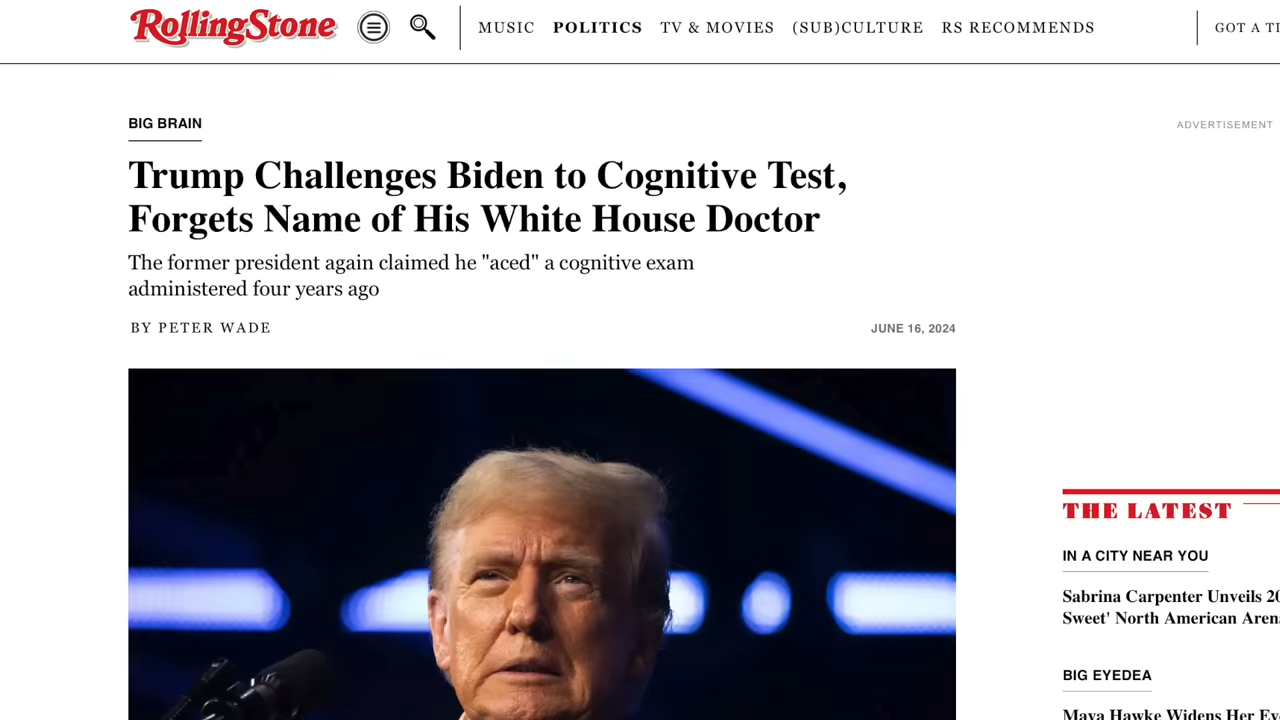 RollingStone
MUSIC POLITICS TV & MOVIES (SUB)CULTURE RS RECOMMENDS
GOT A
BIG BRAIN
ADVERTISEMENT
Trump Challenges Biden to Cognitive Test,
Forgets Name of His White House Doctor
The former president again claimed he "aced" a cognitive exam
administered four years ago
BY PETER WADE
JUNE 16, 2024
THE LATEST
IN A CITY NEAR YOU
Sabrina Carpenter Unveils
Sweet' North American
BIG EYEDEA
Maya Hawke Widens Her